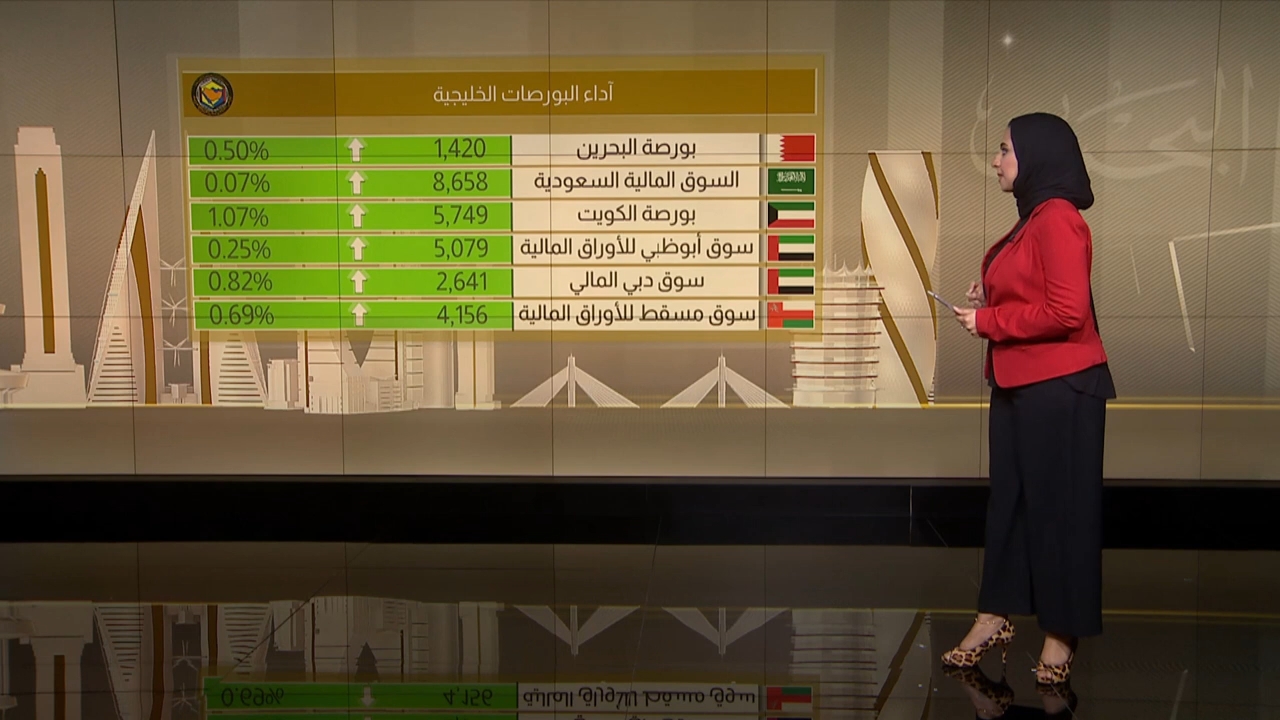 آداء البورصات الخليجية
بورصة البحرين 1,420 0.50%
السوق المالية السعودية 8,658 0.07%
بورصة الكويت 5,749 1.07%
سوق أبوظبي للأوراق المالية 5,079 0.25%
سوق دبي المالي 2,641 0.82%
سوق مسقط للأوراق المالية 4,156 0.69%